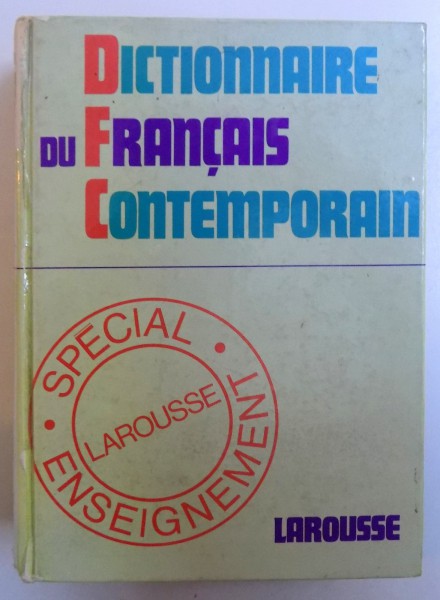 DICTIONNAIRE
DU FRANÇAIS
CONTEMPORAIN
SPECIAL
LAROUSSE
ENSEIGNEMENT
LAROUSSE